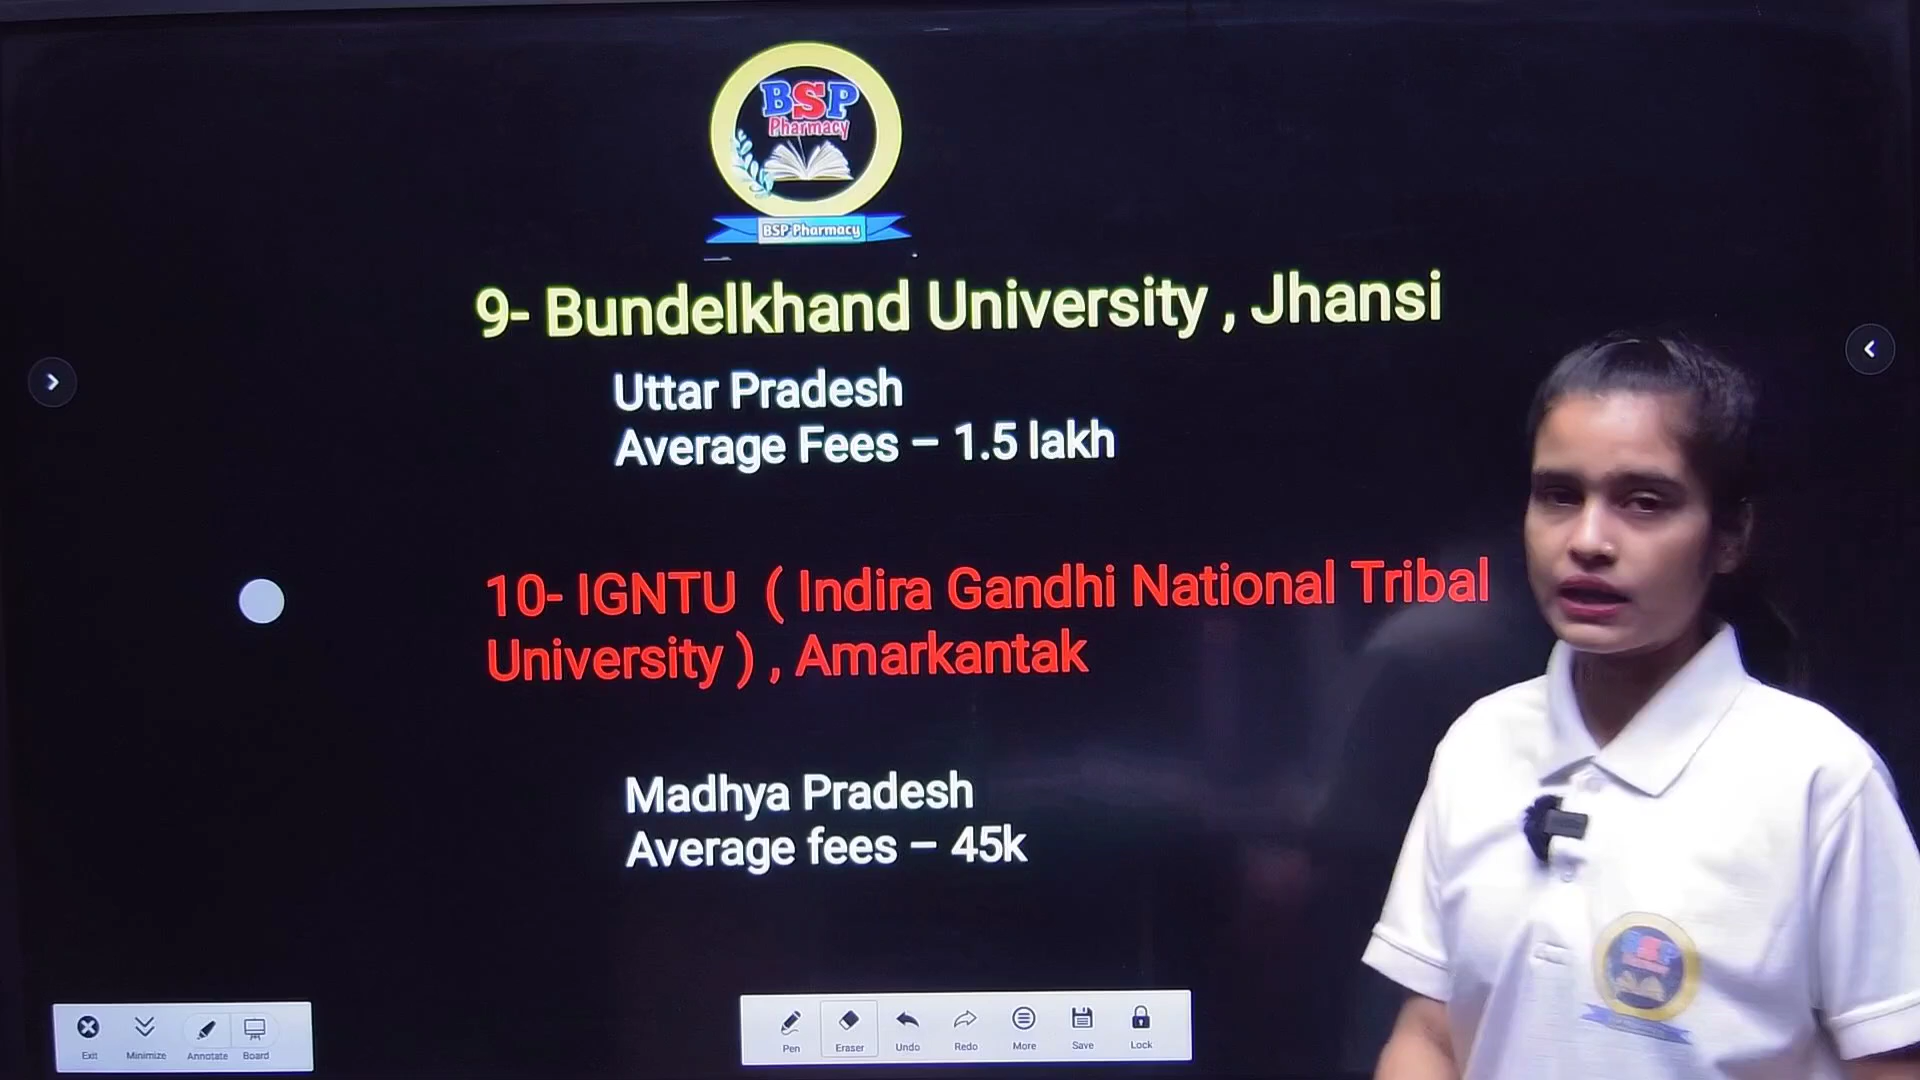 BSP
Pharmacy
BSP Pharmacy
9- Bundelkhand University , Jhansi
Uttar Pradesh
Average Fees – 1.5 lakh
10- IGNTU ( Indira Gandhi National Tribal
University ) , Amarkantak
Madhya Pradesh
Average fees – 45k
Exit
Minimize
Annotate
Board
Pen
Eraser
Undo
Redo
More
Save
Lock